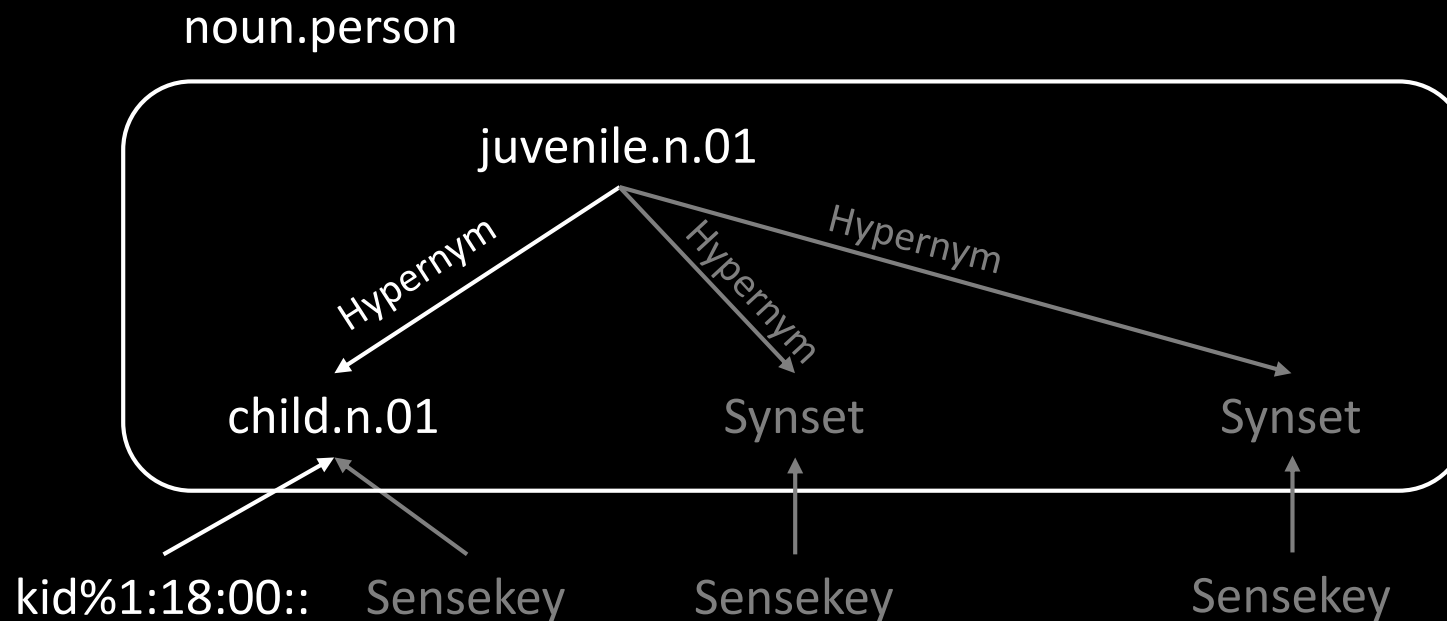 noun.person
juvenile.n.01
Hypernym
Hypernym
Hypernym
child.n.01
Synset
Synset
kid%1:18:00::
Sensekey
Sensekey
Sensekey